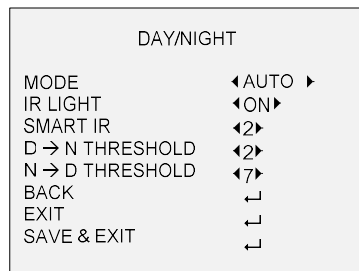 DAY/NIGHT
MODE ◂AUTO ▸
IR LIGHT ◂ON▸
SMART IR ◂2▸
D → N THRESHOLD ◂2▸
N → D THRESHOLD ◂7▸
BACK ↵
EXIT ↵
SAVE & EXIT ↵